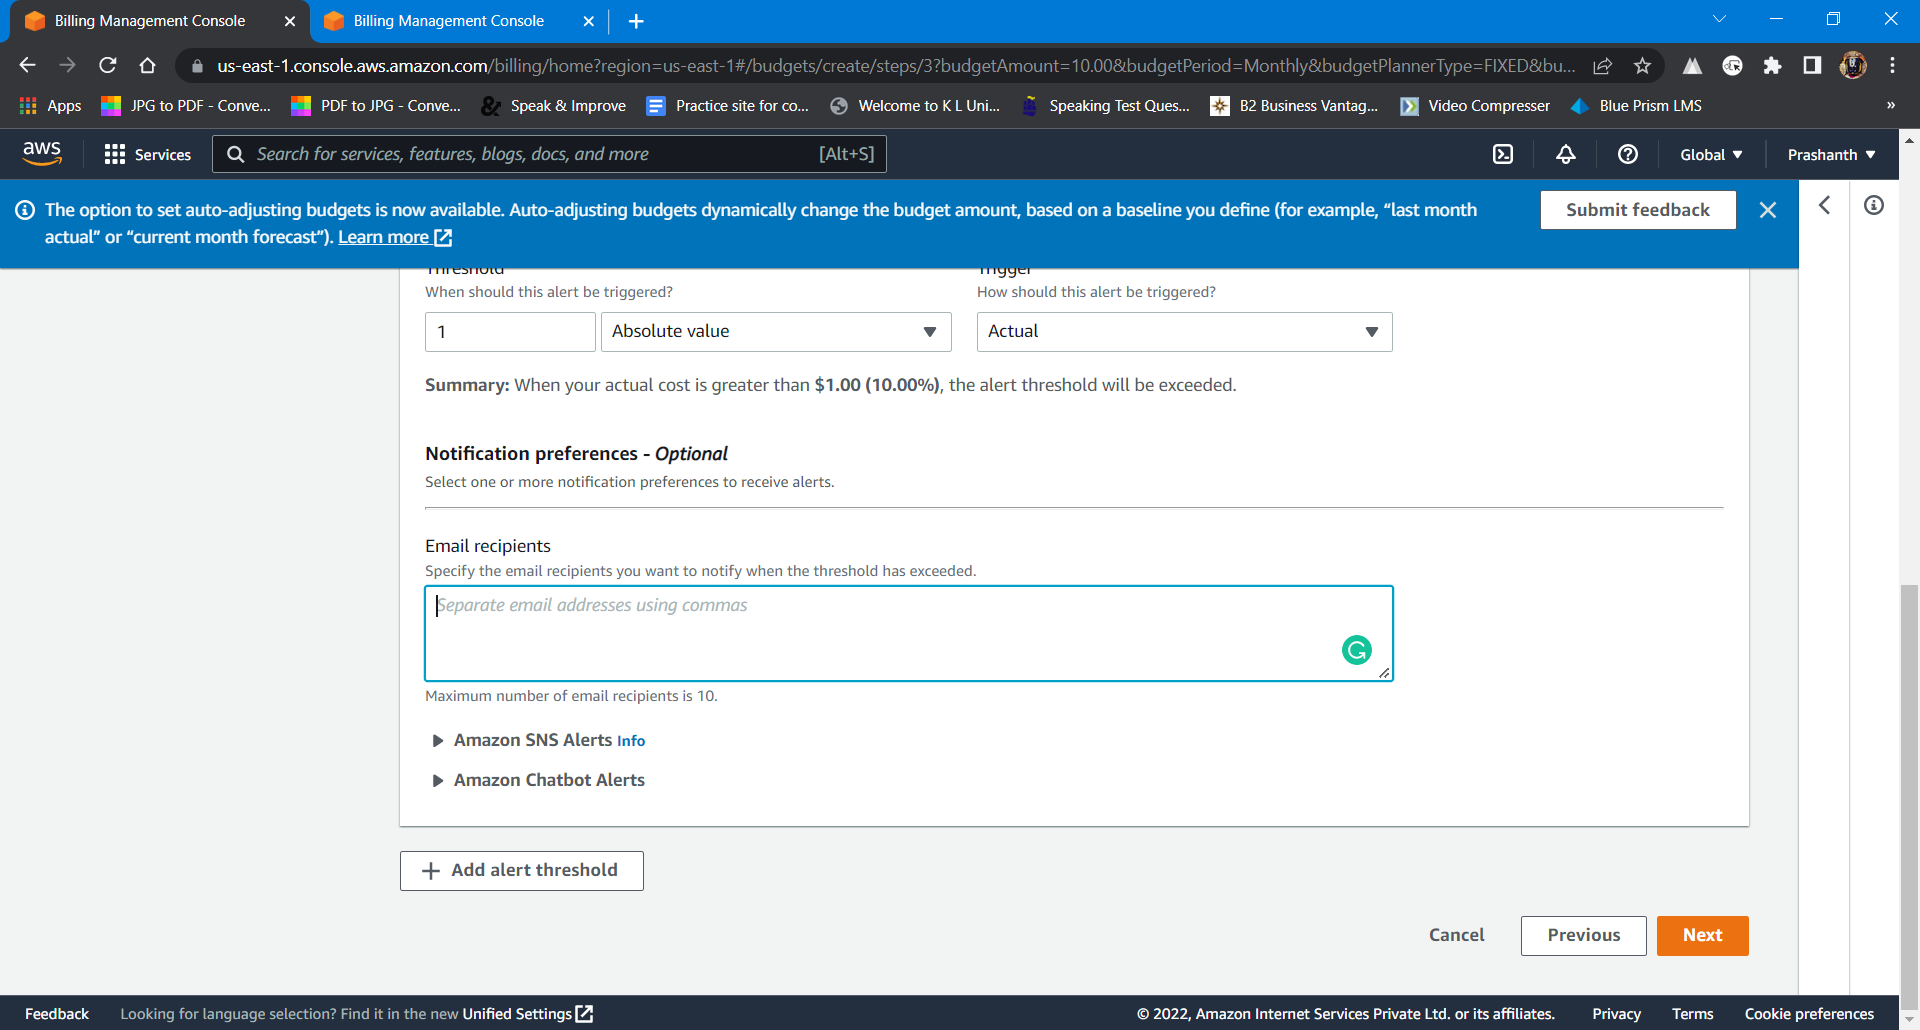 Billing Management Console
Billing Management Console
us-east-1.console.aws.amazon.com/billing/home?region=us-east-1#/budgets/create/steps/3?budgetAmount=10.00&budgetPeriod=Monthly&budgetPlannerType=FIXED&bu...
Apps
JPG to PDF - Conve...
PDF to JPG - Conve...
Speak & Improve
Practice site for co...
Welcome to K L Uni...
Speaking Test Ques...
B2 Business Vantag...
Video Compresser
Blue Prism LMS
»
aws
Services
Search for services, features, blogs, docs, and more
[Alt+S]
Global
Prashanth
The option to set auto-adjusting budgets is now available. Auto-adjusting budgets dynamically change the budget amount, based on a baseline you define (for example, “last month
actual” or “current month forecast”). Learn more
Submit feedback
Threshold
Trigger
When should this alert be triggered?
How should this alert be triggered?
1
Absolute value
Actual
Summary: When your actual cost is greater than $1.00 (10.00%), the alert threshold will be exceeded.
Notification preferences - Optional
Select one or more notification preferences to receive alerts.
Email recipients
Specify the email recipients you want to notify when the threshold has exceeded.
Separate email addresses using commas
Maximum number of email recipients is 10.
Amazon SNS Alerts Info
Amazon Chatbot Alerts
Add alert threshold
Cancel
Previous
Next
Feedback
Looking for language selection? Find it in the new Unified Settings
© 2022, Amazon Internet Services Private Ltd. or its affiliates.
Privacy
Terms
Cookie preferences